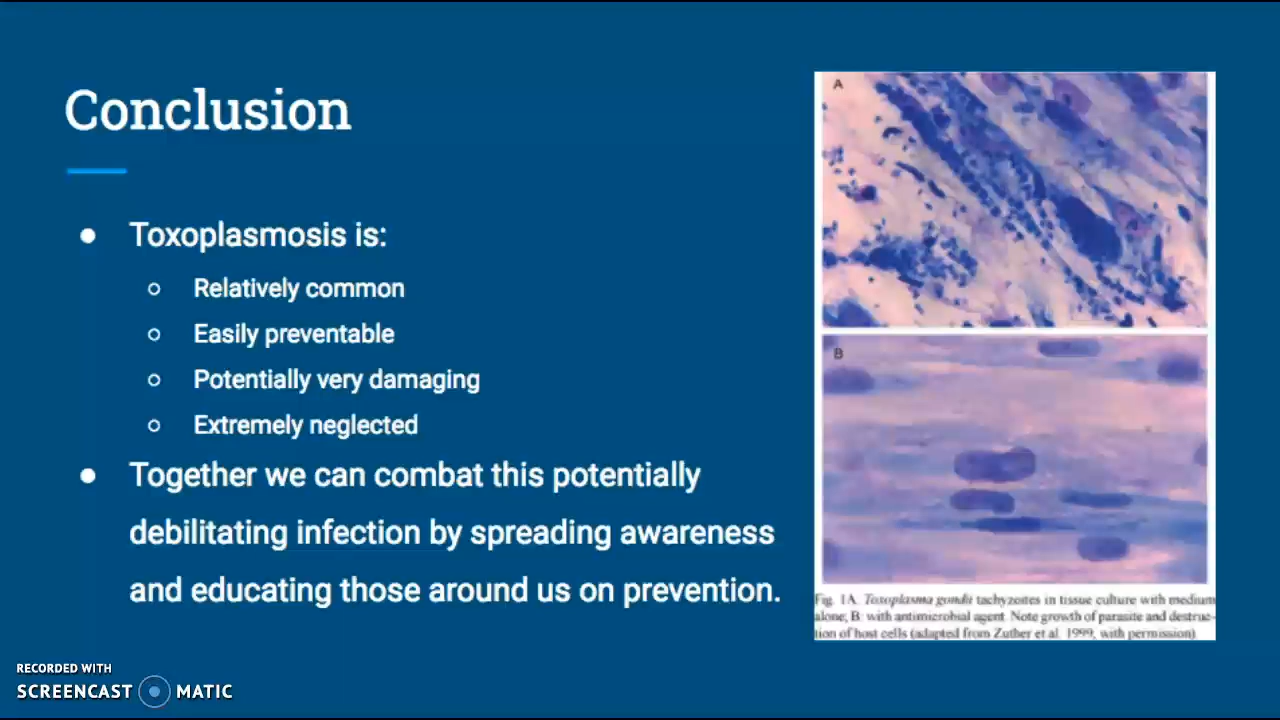 Conclusion
● Toxoplasmosis is:
○ Relatively common
○ Easily preventable
○ Potentially very damaging
○ Extremely neglected
● Together we can combat this potentially
debilitating infection by spreading awareness
and educating those around us on prevention.
A
B
Fig. 1A. Toxoplasma gondii tachyzoites in tissue culture with medium
alone; B: with antimicrobial agent. Note growth of parasite and destruc-
tion of host cells (adapted from Zuther et al. 1999, with permission)
RECORDED WITH
SCREENCAST MATIC